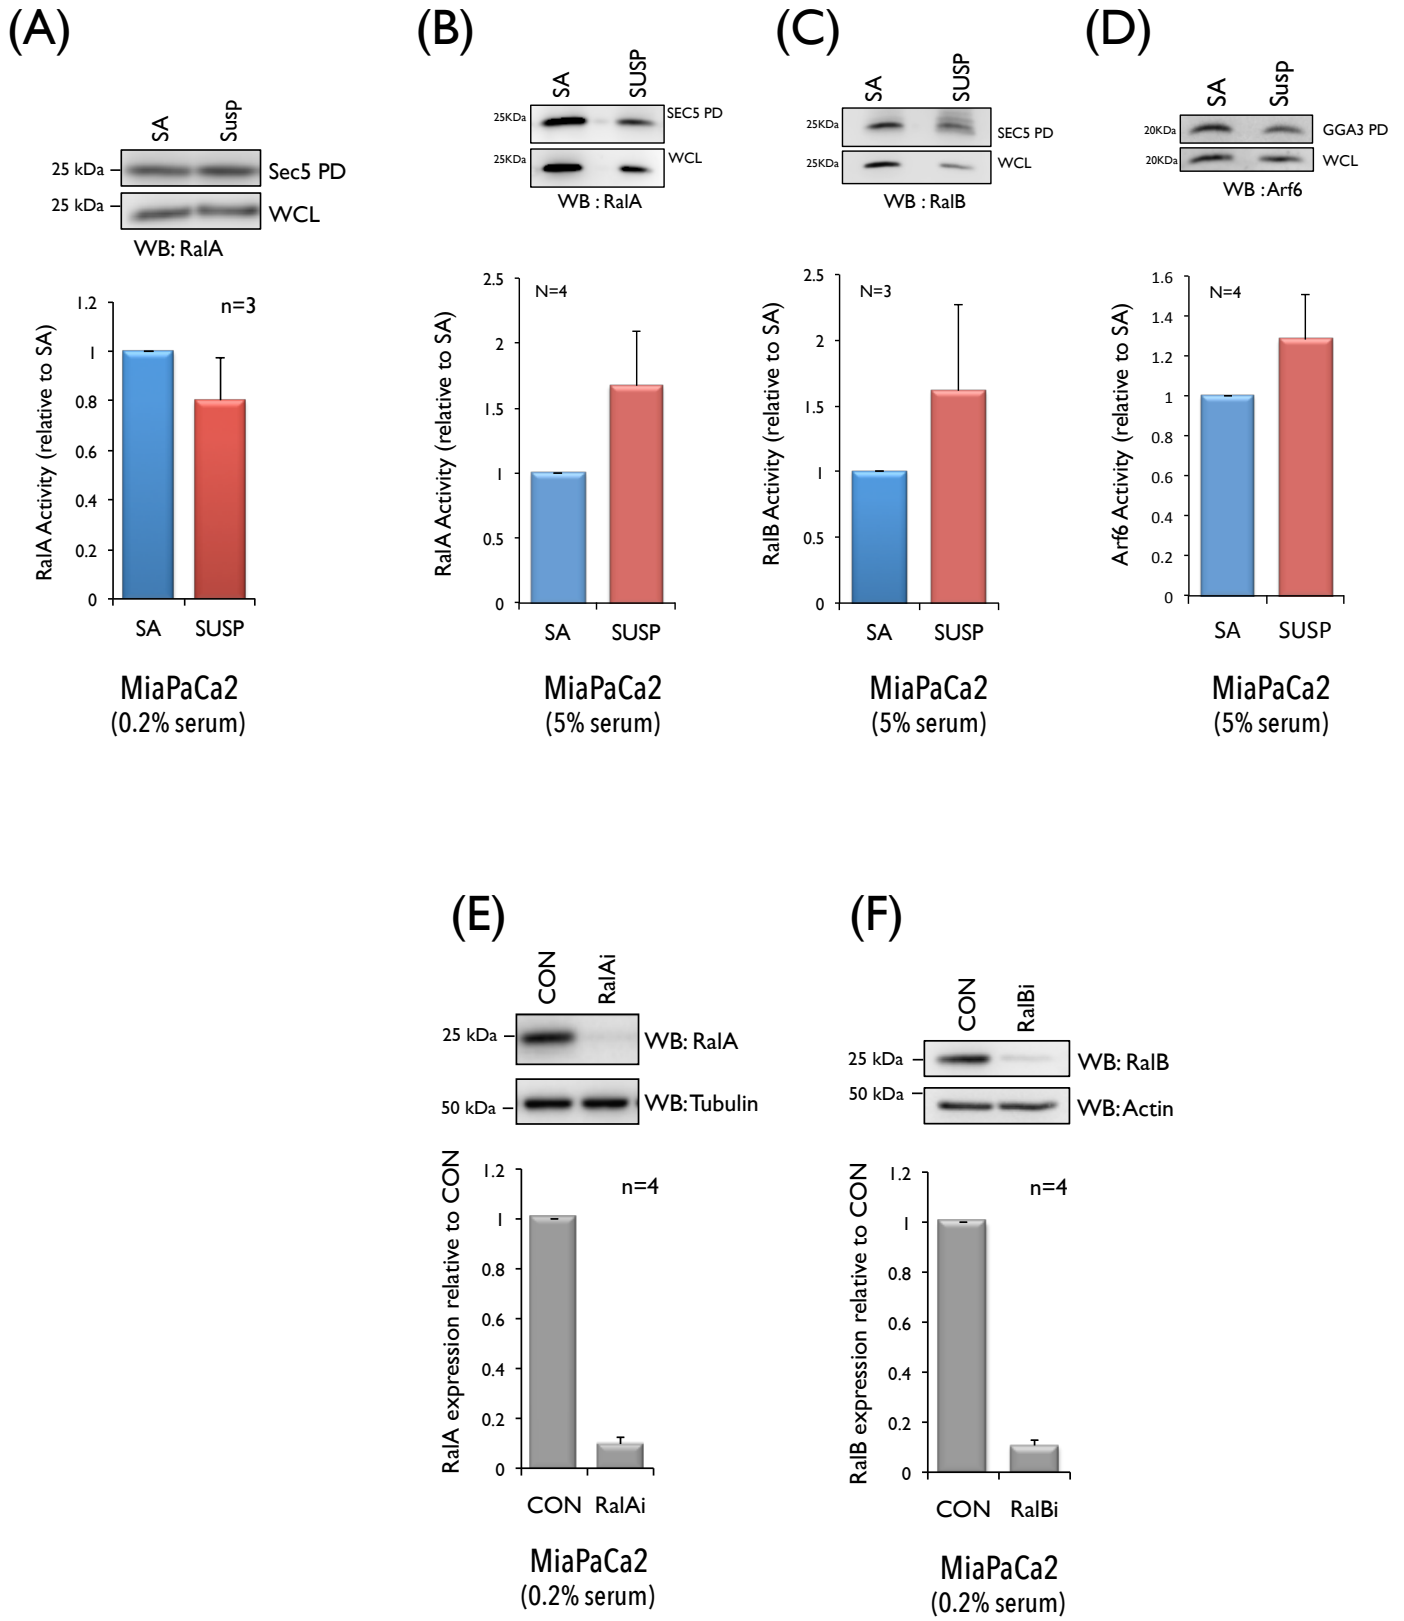 (A)
SA
Susp
25 kDa
Sec5 PD
25 kDa
WCL
WB: RalA
n=3
RalA Activity (relative to SA)
1.2
1
0.8
0.6
0.4
0.2
0
SA
SUSP
MiaPaCa2
(0.2% serum)
(B)
SA
SUSP
25KDa
SEC5 PD
25KDa
WCL
WB : RalA
N=4
RalA Activity (relative to SA)
2.5
2
1.5
1
0.5
0
SA
SUSP
MiaPaCa2
(5% serum)
(C)
SA
SUSP
25KDa
SEC5 PD
25KDa
WCL
WB : RalB
N=3
RalB Activity (relative to SA)
2.5
2
1.5
1
0.5
0
SA
SUSP
MiaPaCa2
(5% serum)
(D)
SA
Susp
20KDa
GGA3 PD
20KDa
WCL
WB : Arf6
N=4
Arf6 Activity (relative to SA)
1.6
1.4
1.2
1
0.8
0.6
0.4
0.2
0
SA
SUSP
MiaPaCa2
(5% serum)
(E)
CON
RalAi
25 kDa
WB: RalA
50 kDa
WB: Tubulin
n=4
RalA expression relative to CON
1.2
1
0.8
0.6
0.4
0.2
0
CON
RalAi
MiaPaCa2
(0.2% serum)
(F)
CON
RalBi
25 kDa
WB: RalB
50 kDa
WB: Actin
n=4
RalB expression relative to CON
1.2
1
0.8
0.6
0.4
0.2
0
CON
RalBi
MiaPaCa2
(0.2% serum)